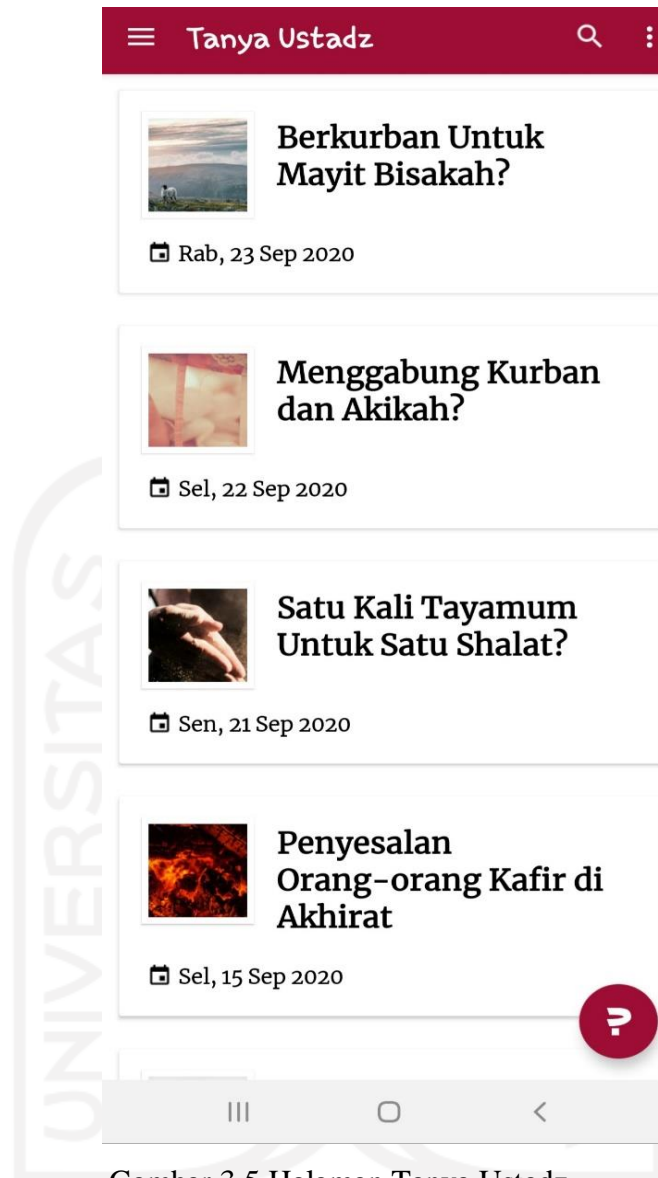 Tanya Ustadz
Berkurban Untuk
Mayit Bisakah?
Rab, 23 Sep 2020
Menggabung Kurban
dan Akikah?
Sel, 22 Sep 2020
Satu Kali Tayamum
Untuk Satu Shalat?
Sen, 21 Sep 2020
Penyesalan
Orang-orang Kafir di
Akhirat
Sel, 15 Sep 2020
?
UNIVERSITAS
Gambar 3.5 Halaman Tanya Ustadz